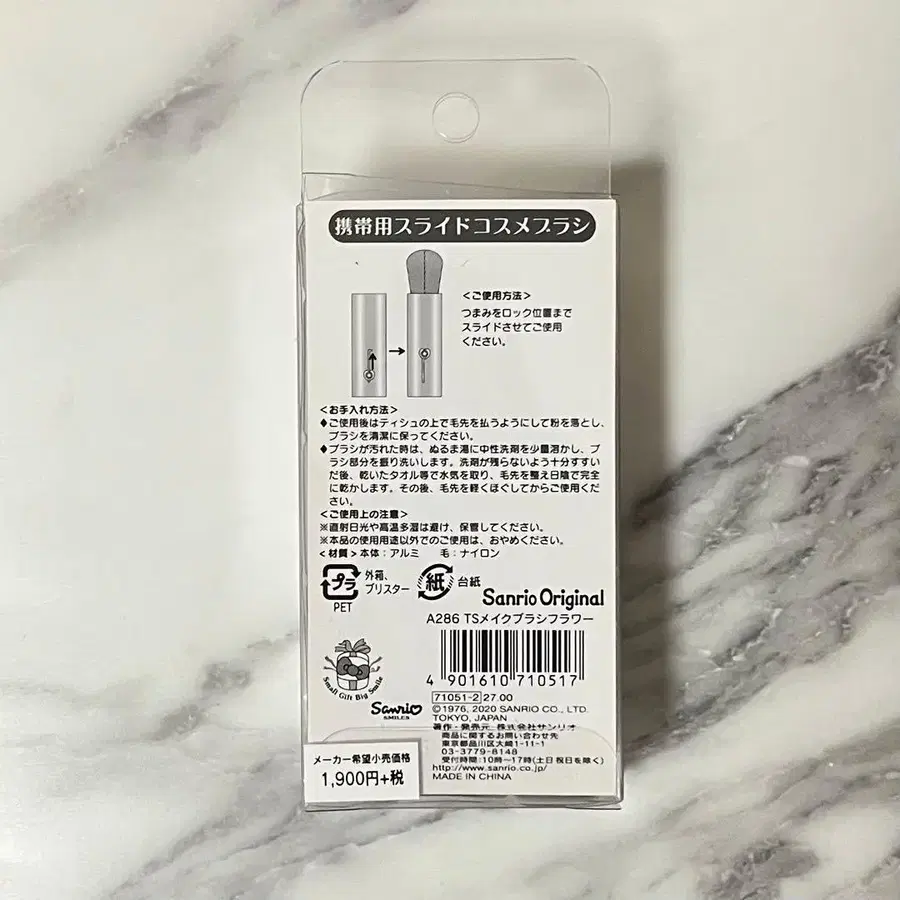 携帯用スライドコスメブラシ
<ご使用方法>
つまみをロック位置まで
スライドさせてご使用
ください。
<お手入れ方法>
♦ご使用後はティシュの上で毛先を払うようにして粉を落とし、
ブラシを清潔に保ってください。
♦ブラシが汚れた時は、ぬるま湯に中性洗剤を少量溶かし、ブ
ラシ部分を振り洗いします。洗剤が残らないよう十分すすい
だ後、乾いたタオル等で水気を取り、毛先を整え日陰で完全
に乾かします。その後、毛先を軽くほぐしてからご使用くだ
さい。
<ご使用上の注意>
※直射日光や高温多湿は避け、保管してください。
※本品の使用用途以外でのご使用は、おやめください。
<材質>本体：アルミ 毛：ナイロン
プラ
PET
外箱、
ブリスター
紙
台紙
Sanrio Original
A286 TSメイクブラシフラワー
4 901610 710517
71051-2 27.00
Small Gift Big Smile
Sanrio
SMILES
©1976, 2020 SANRIO CO., LTD.
TOKYO, JAPAN
著作・発売元 株式会社サンリオ
商品に関するお問い合わせ先
東京都品川区大崎1-11-1
03-3779-8148
受付時間:10時〜17時(土日祝日を除く)
http://www.sanrio.co.jp/
MADE IN CHINA
メーカー希望小売価格
1,900円+税